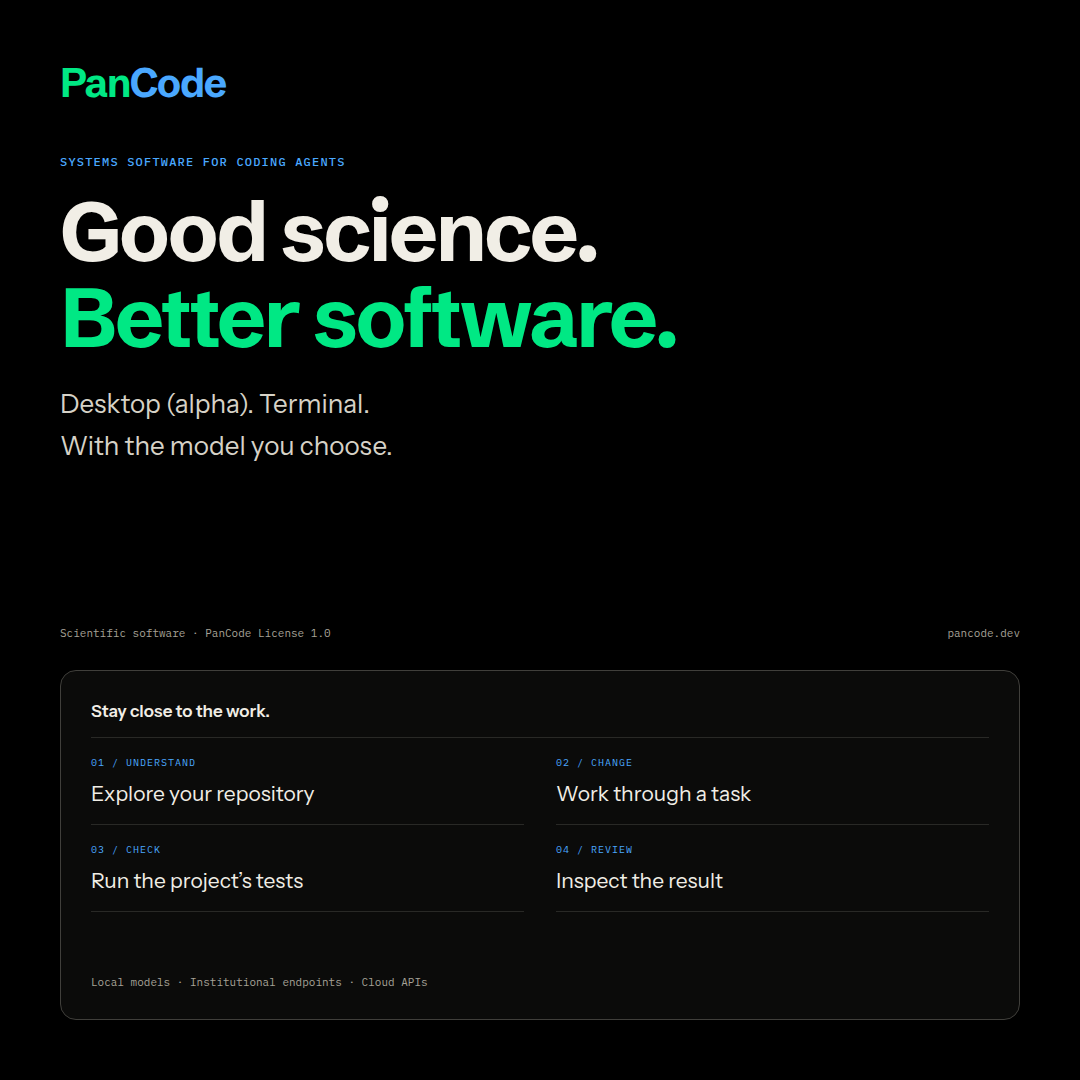 PanCode
SYSTEMS SOFTWARE FOR CODING AGENTS
Good science.
Better software.
Desktop (alpha). Terminal.
With the model you choose.
Scientific software · PanCode License 1.0
pancode.dev
Stay close to the work.
01 / UNDERSTAND
Explore your repository
02 / CHANGE
Work through a task
03 / CHECK
Run the project’s tests
04 / REVIEW
Inspect the result
Local models · Institutional endpoints · Cloud APIs